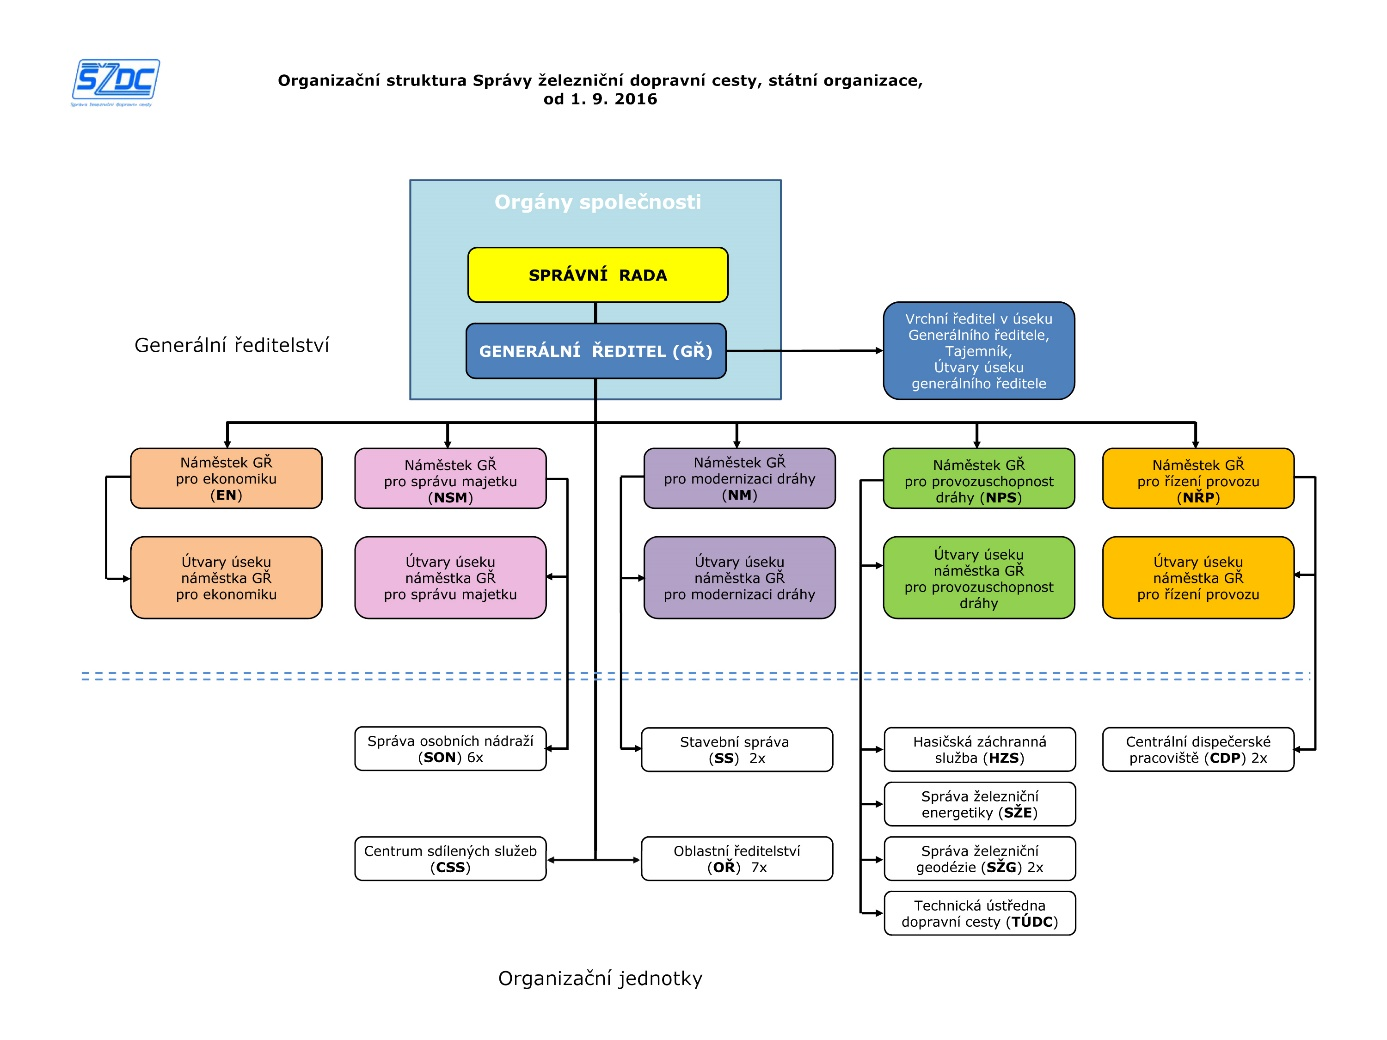 SŽDC
Správa železniční dopravní cesty
Organizační struktura Správy železniční dopravní cesty, státní organizace,
od 1. 9. 2016
Orgány společnosti
SPRÁVNÍ RADA
Generální ředitelství
GENERÁLNÍ ŘEDITEL (GŘ)
Vrchní ředitel v úseku
Generálního ředitele,
Tajemník,
Útvary úseku
generálního ředitele
Náměstek GŘ
pro ekonomiku
(EN)
Náměstek GŘ
pro správu majetku
(NSM)
Náměstek GŘ
pro modernizaci dráhy
(NM)
Náměstek GŘ
pro provozuschopnost
dráhy (NPS)
Náměstek GŘ
pro řízení provozu
(NŘP)
Útvary úseku
náměstka GŘ
pro ekonomiku
Útvary úseku
náměstka GŘ
pro správu majetku
Útvary úseku
náměstka GŘ
pro modernizaci dráhy
Útvary úseku
náměstka GŘ
pro provozuschopnost
dráhy
Útvary úseku
náměstka GŘ
pro řízení provozu
Správa osobních nádraží
(SON) 6x
Stavební správa
(SS) 2x
Hasičská záchranná
služba (HZS)
Centrální dispečerské
pracoviště (CDP) 2x
Správa železniční
energetiky (SŽE)
Centrum sdílených služeb
(CSS)
Oblastní ředitelství
(OŘ) 7x
Správa železniční
geodézie (SŽG) 2x
Technická ústředna
dopravní cesty (TÚDC)
Organizační jednotky